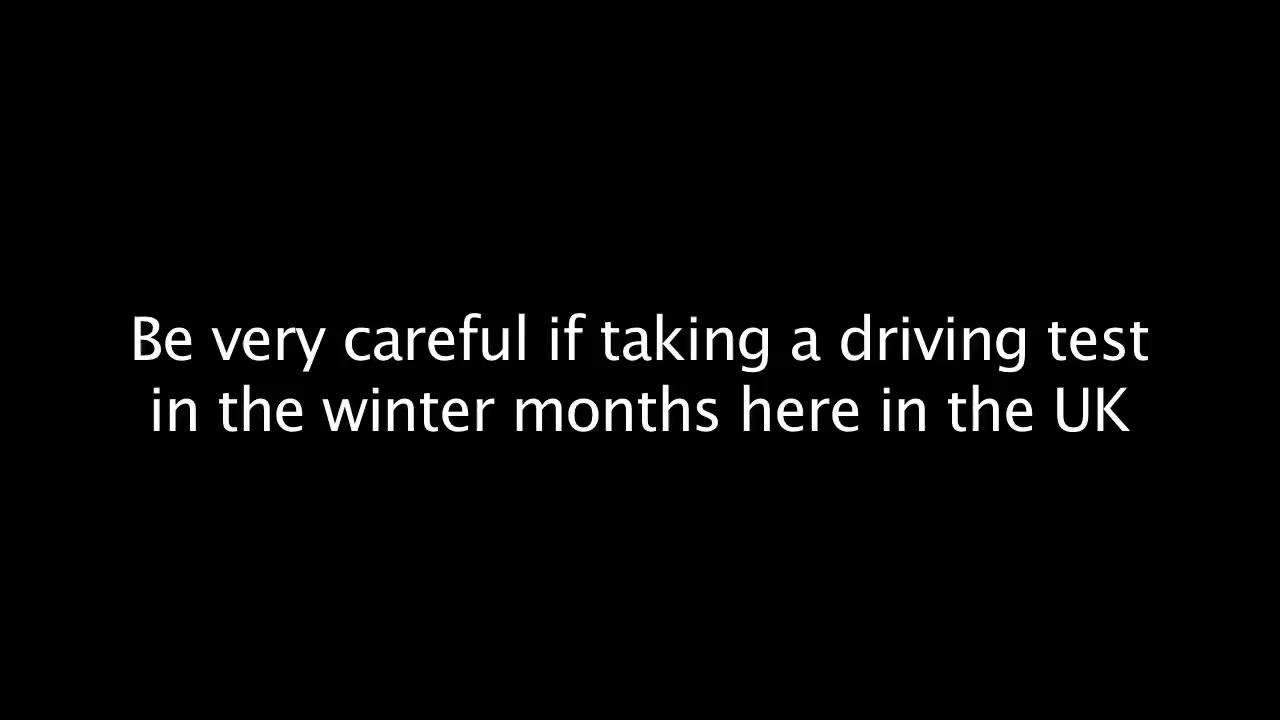 Be very careful if taking a driving test
in the winter months here in the UK